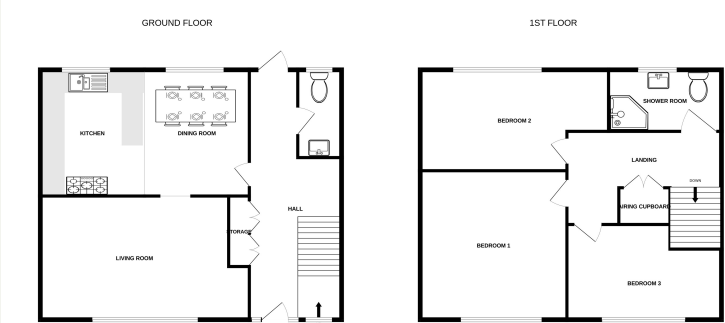 GROUND FLOOR
1ST FLOOR
KITCHEN
DINING ROOM
HALL
STORAGE
LIVING ROOM
BEDROOM 2
SHOWER ROOM
LANDING
DOWN
AIRING CUPBOARD
BEDROOM 1
BEDROOM 3